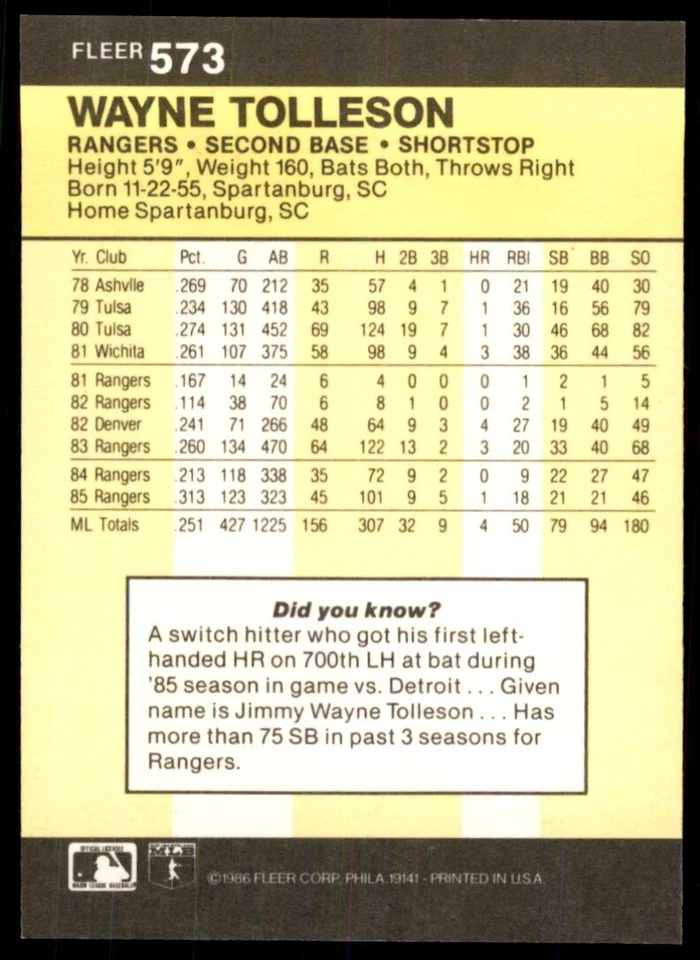 FLEER 573
WAYNE TOLLESON
RANGERS • SECOND BASE • SHORTSTOP
Height 5'9", Weight 160, Bats Both, Throws Right
Born 11-22-55, Spartanburg, SC
Home Spartanburg, SC
Yr. Club Pct. G AB R H 2B 3B HR RBI SB BB SO
78 Ashvlle .269 70 212 35 57 4 1 0 21 19 40 30
79 Tulsa .234 130 418 43 98 9 7 1 36 16 56 79
80 Tulsa .274 131 452 69 124 19 7 1 30 46 68 82
81 Wichita .261 107 375 58 98 9 4 3 38 36 44 56
81 Rangers .167 14 24 6 4 0 0 0 1 2 1 5
82 Rangers .114 38 70 6 8 1 0 0 2 1 5 14
82 Denver .241 71 266 48 64 9 3 4 27 19 40 49
83 Rangers .260 134 470 64 122 13 2 3 20 33 40 68
84 Rangers .213 118 338 35 72 9 2 0 9 22 27 47
85 Rangers .313 123 323 45 101 9 5 1 18 21 21 46
ML Totals .251 427 1225 156 307 32 9 4 50 79 94 180
Did you know?
A switch hitter who got his first left-
handed HR on 700th LH at bat during
'85 season in game vs. Detroit . . . Given
name is Jimmy Wayne Tolleson . . . Has
more than 75 SB in past 3 seasons for
Rangers.
OFFICIAL LICENSEE
MAJOR LEAGUE BASEBALL
MLB
©1986 FLEER CORP., PHILA. 19141 - PRINTED IN U.S.A.